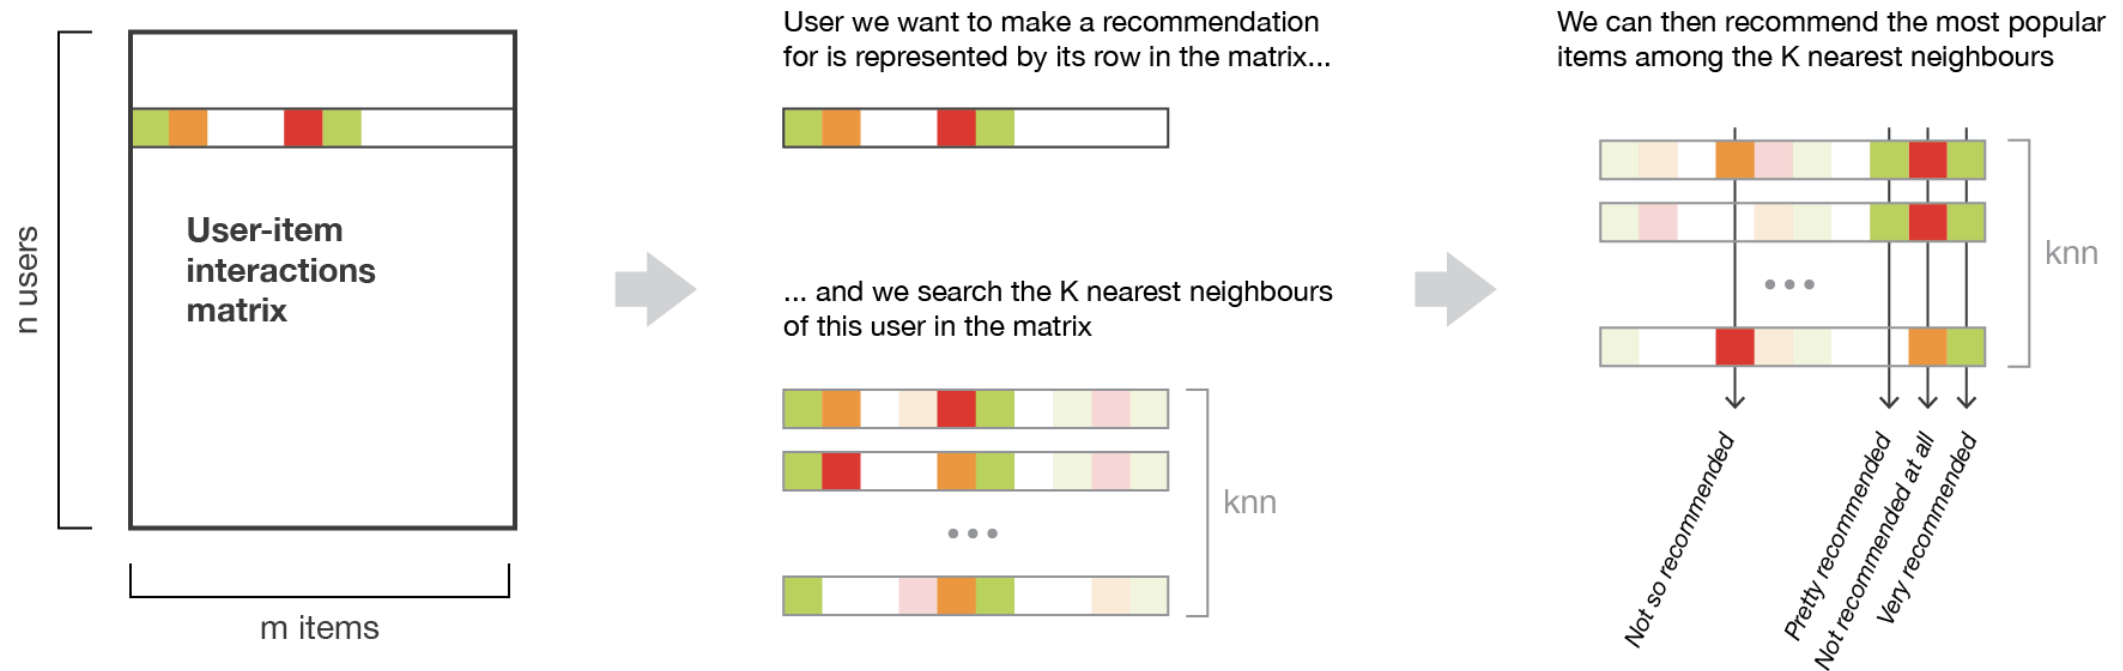 n users
User-item
interactions
matrix
m items
User we want to make a recommendation
for is represented by its row in the matrix...
... and we search the K nearest neighbours
of this user in the matrix
knn
We can then recommend the most popular
items among the K nearest neighbours
knn
Not so recommended
Pretty recommended
Not recommended at all
Very recommended